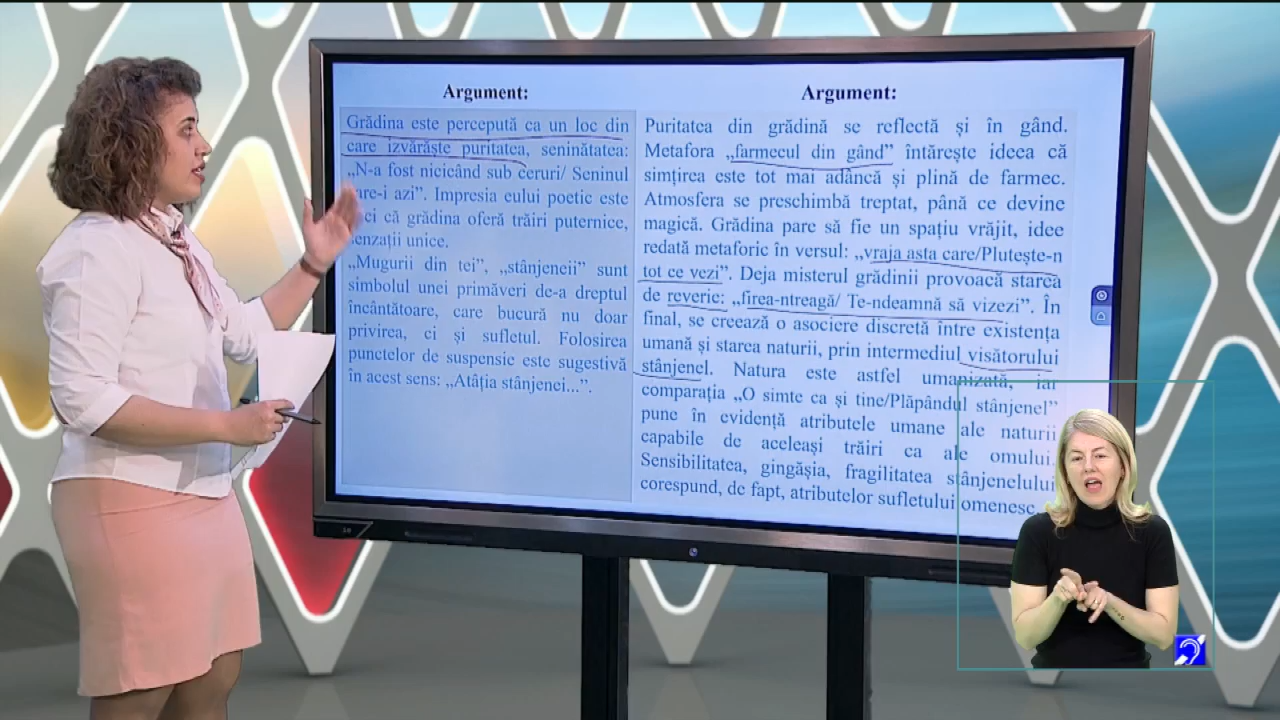 Argument:
Grădina este percepută ca un loc din
care izvărăște puritatea, seninătatea:
„N-a fost nicicând sub ceruri/ Seninul
are-i azi”. Impresia eului poetic este
ei că grădina oferă trăiri puternice,
enzații unice.
„Mugurii din tei”, „stânjeneii” sunt
simbolul unei primăveri de-a dreptul
încântătoare, care bucură nu doar
privirea, ci și sufletul. Folosirea
punctelor de suspensie este sugestivă
în acest sens: „Atâția stânjenei...”.
Argument:
Puritatea din grădină se reflectă și în gând.
Metafora „farmecul din gând” întărește ideea că
simțirea este tot mai adâncă și plină de farmec.
Atmosfera se preschimbă treptat, până ce devine
magică. Grădina pare să fie un spațiu vrăjit, idee
redată metaforic în versul: „vraja asta care/Plutește-n
tot ce vezi”. Deja misterul grădinii provoacă starea
de reverie: „firea-ntreagă/ Te-ndeamnă să vizezi”. În
final, se creează o asociere discretă între existența
umană și starea naturii, prin intermediul visătorului
stânjenel. Natura este astfel umanizată, iar
comparația „O simte ca și tine/Plăpândul stânjenel”
pune în evidență atributele umane ale naturii
capabile de aceleași trăiri ca ale omului.
Sensibilitatea, gingășia, fragilitatea stânjenelului
corespund, de fapt, atributelor sufletului omenesc.